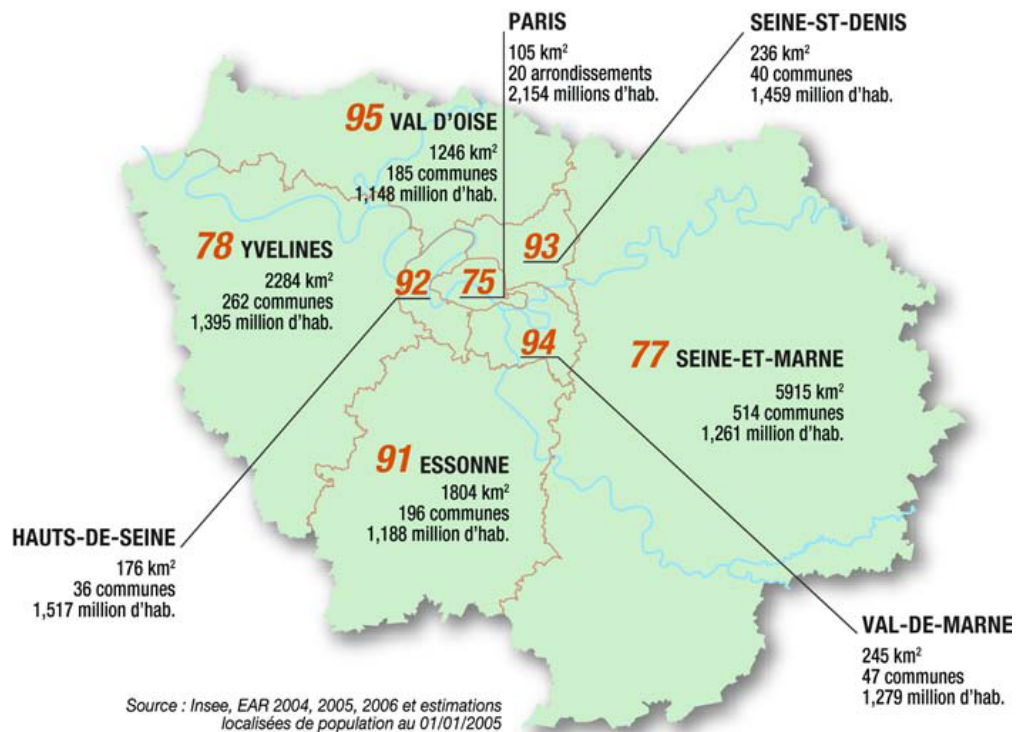 PARIS
105 km²
20 arrondissements
2,154 millions d'hab.
SEINE-ST-DENIS
236 km²
40 communes
1,459 million d'hab.
95 VAL D'OISE
1246 km²
185 communes
1,148 million d'hab.
78 YVELINES
2284 km²
262 communes
1,395 million d'hab.
93
92
75
94
77 SEINE-ET-MARNE
5915 km²
514 communes
1,261 million d'hab.
91 ESSONNE
1804 km²
196 communes
1,188 million d'hab.
HAUTS-DE-SEINE
176 km²
36 communes
1,517 million d'hab.
VAL-DE-MARNE
245 km²
47 communes
1,279 million d'hab.
Source : Insee, EAR 2004, 2005, 2006 et estimations
localisées de population au 01/01/2005